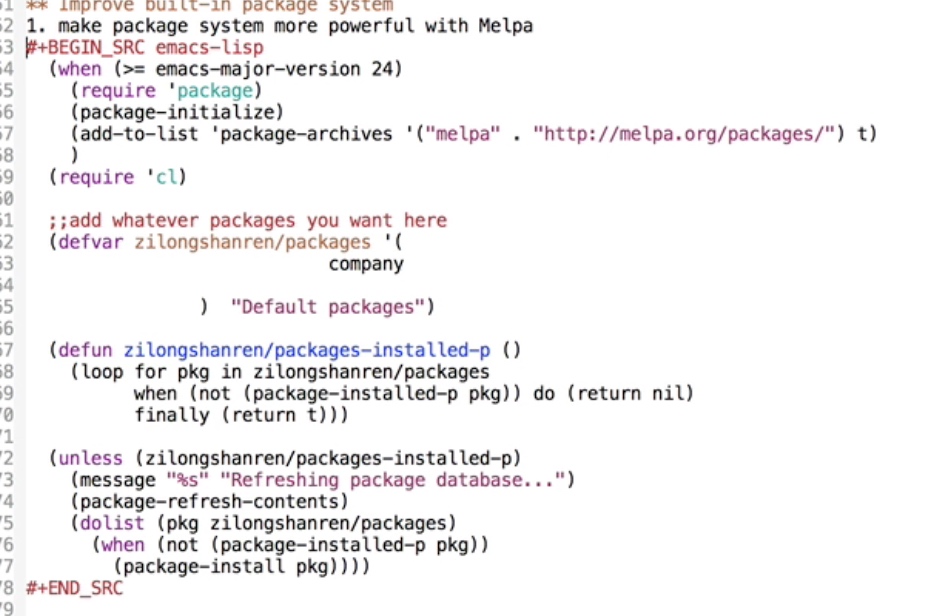 51 ** Improve built-in package system
52 1. make package system more powerful with Melpa
53 #+BEGIN_SRC emacs-lisp
54   (when (>= emacs-major-version 24)
55     (require 'package)
56     (package-initialize)
57     (add-to-list 'package-archives '("melpa" . "http://melpa.org/packages/") t)
58     )
59   (require 'cl)
60
61   ;;add whatever packages you want here
62   (defvar zilongshanren/packages '(
63                             company
64
65                 )  "Default packages")
66
67   (defun zilongshanren/packages-installed-p ()
68     (loop for pkg in zilongshanren/packages
69           when (not (package-installed-p pkg)) do (return nil)
70           finally (return t)))
71
72   (unless (zilongshanren/packages-installed-p)
73     (message "%s" "Refreshing package database...")
74     (package-refresh-contents)
75     (dolist (pkg zilongshanren/packages)
76       (when (not (package-installed-p pkg))
77         (package-install pkg))))
78 #+END_SRC
79